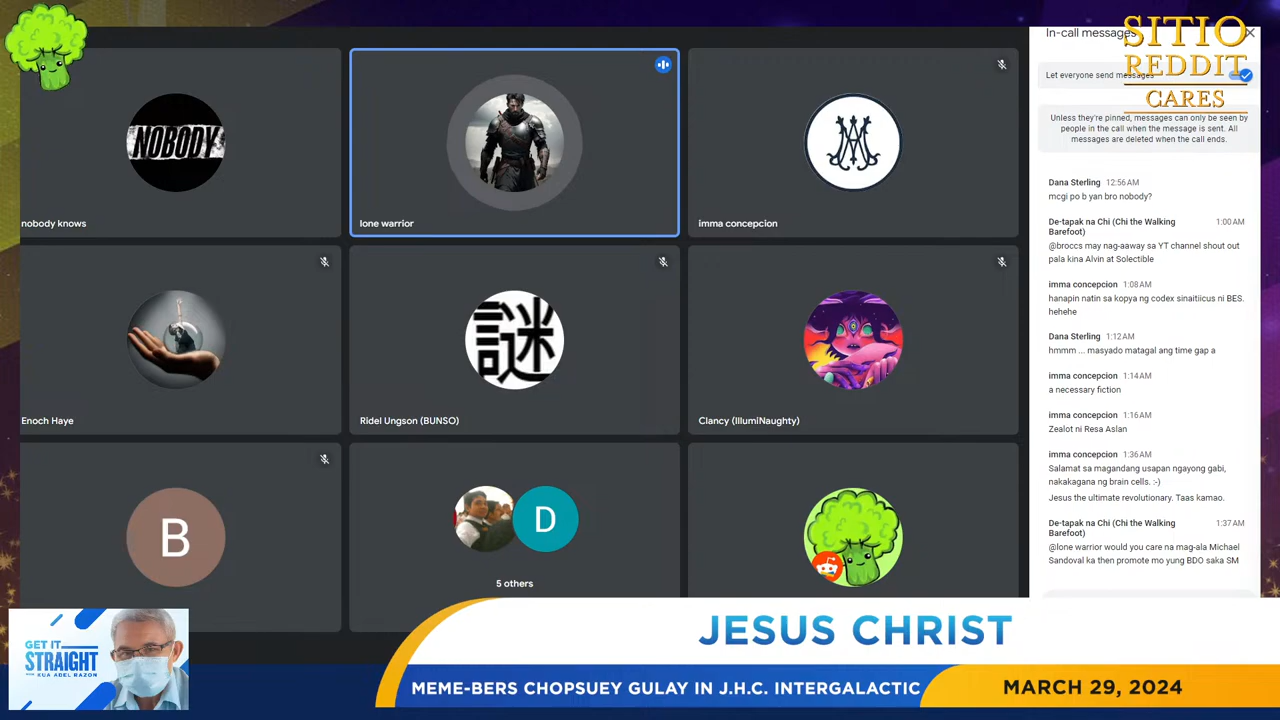 In-call messages
SITIO
REDDIT
CARES
Let everyone send messages
Unless they're pinned, messages can only be seen by
people in the call when the message is sent. All
messages are deleted when the call ends.
NOBODY
nobody knows
lone warrior
imma concepcion
Enoch Haye
謎
Ridel Ungson (BUNSO)
Clancy (IllumiNaughty)
B
D
5 others
Dana Sterling 12:56 AM
mcgi po b yan bro nobody?
De-tapak na Chi (Chi the Walking 1:00 AM
Barefoot)
@broccs may nag-aaway sa YT channel shout out
pala kina Alvin at Solectible
imma concepcion 1:08 AM
hanapin natin sa kopya ng codex sinaitiicus ni BES.
hehehe
Dana Sterling 1:12 AM
hmmm ... masyado matagal ang time gap a
imma concepcion 1:14 AM
a necessary fiction
imma concepcion 1:16 AM
Zealot ni Resa Aslan
imma concepcion 1:36 AM
Salamat sa magandang usapan ngayong gabi,
nakakagana ng brain cells. :-)
Jesus the ultimate revolutionary. Taas kamao.
De-tapak na Chi (Chi the Walking 1:37 AM
Barefoot)
@lone warrior would you care na mag-ala Michael
Sandoval ka then promote mo yung BDO saka SM
GET IT
STRAIGHT
WITH KUA ADEL RAZON
JESUS CHRIST
MEME-BERS CHOPSUEY GULAY IN J.H.C. INTERGALACTIC
MARCH 29, 2024